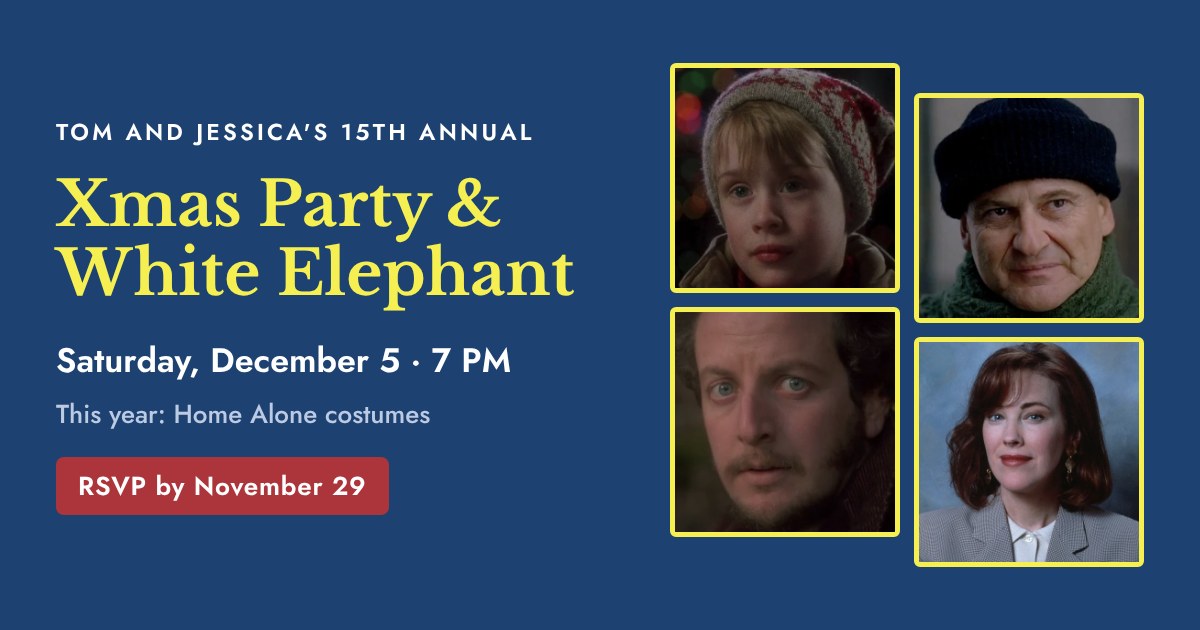 TOM AND JESSICA'S 15TH ANNUAL
Xmas Party &
White Elephant
Saturday, December 5 · 7 PM
This year: Home Alone costumes
RSVP by November 29